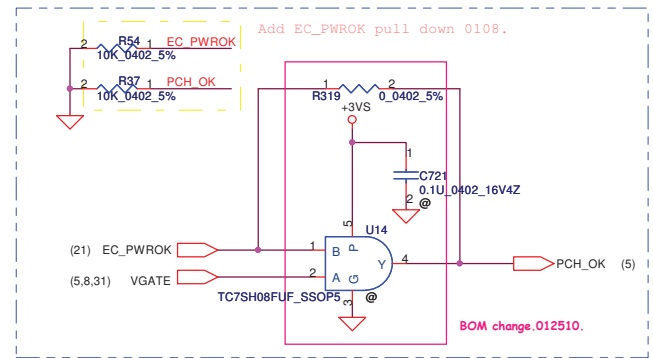 Add EC_PWROK pull down 0108.
2 R54 1 EC_PWROK
10K_0402_5%
2 R37 1 PCH_OK
10K_0402_5%
1 2
R319 0_0402_5%
+3VS
1
C721
0.1U_0402_16V4Z
2
@
5 U14
(21) EC_PWROK 1 B P
Y 4 PCH_OK (5)
(5,8,31) VGATE 2 A G
TC7SH08FUF_SSOP5 @
3
BOM change.012510.